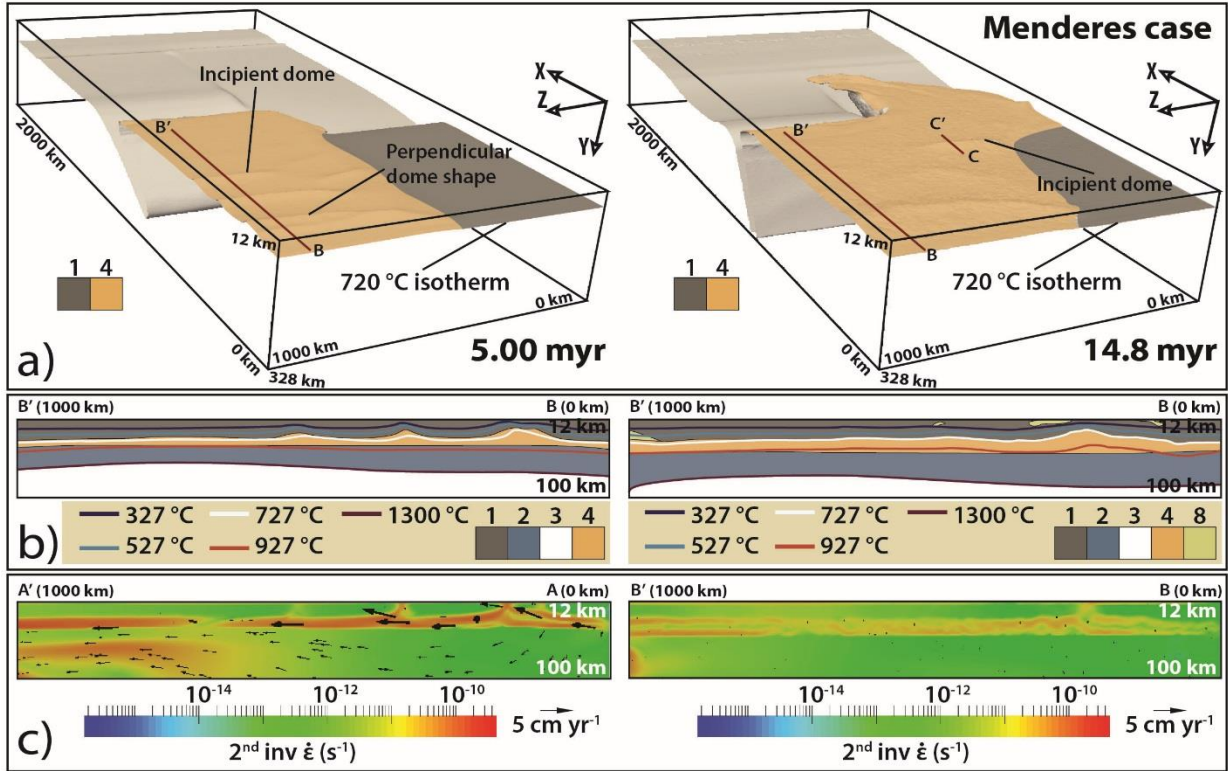 Menderes case
X
Z
Y
Incipient dome
B'
Perpendicular
dome shape
2000 km
12 km
B
1 4
720 °C isotherm
0 km
0 km
1000 km
328 km
5.00 myr
a)
X
Z
Y
B'
C'
C
Incipient dome
2000 km
12 km
B
1 4
720 °C isotherm
0 km
0 km
1000 km
328 km
14.8 myr
B' (1000 km) B (0 km)
12 km
100 km
327 °C 727 °C 1300 °C 1 2 3 4
527 °C 927 °C
b)
B' (1000 km) B (0 km)
12 km
100 km
327 °C 727 °C 1300 °C 1 2 3 4 8
527 °C 927 °C
A' (1000 km) A (0 km)
12 km
100 km
10-14 10-12 10-10
5 cm yr-1
2nd inv ε̇ (s-1)
c)
B' (1000 km) B (0 km)
12 km
100 km
10-14 10-12 10-10
5 cm yr-1
2nd inv ε̇ (s-1)